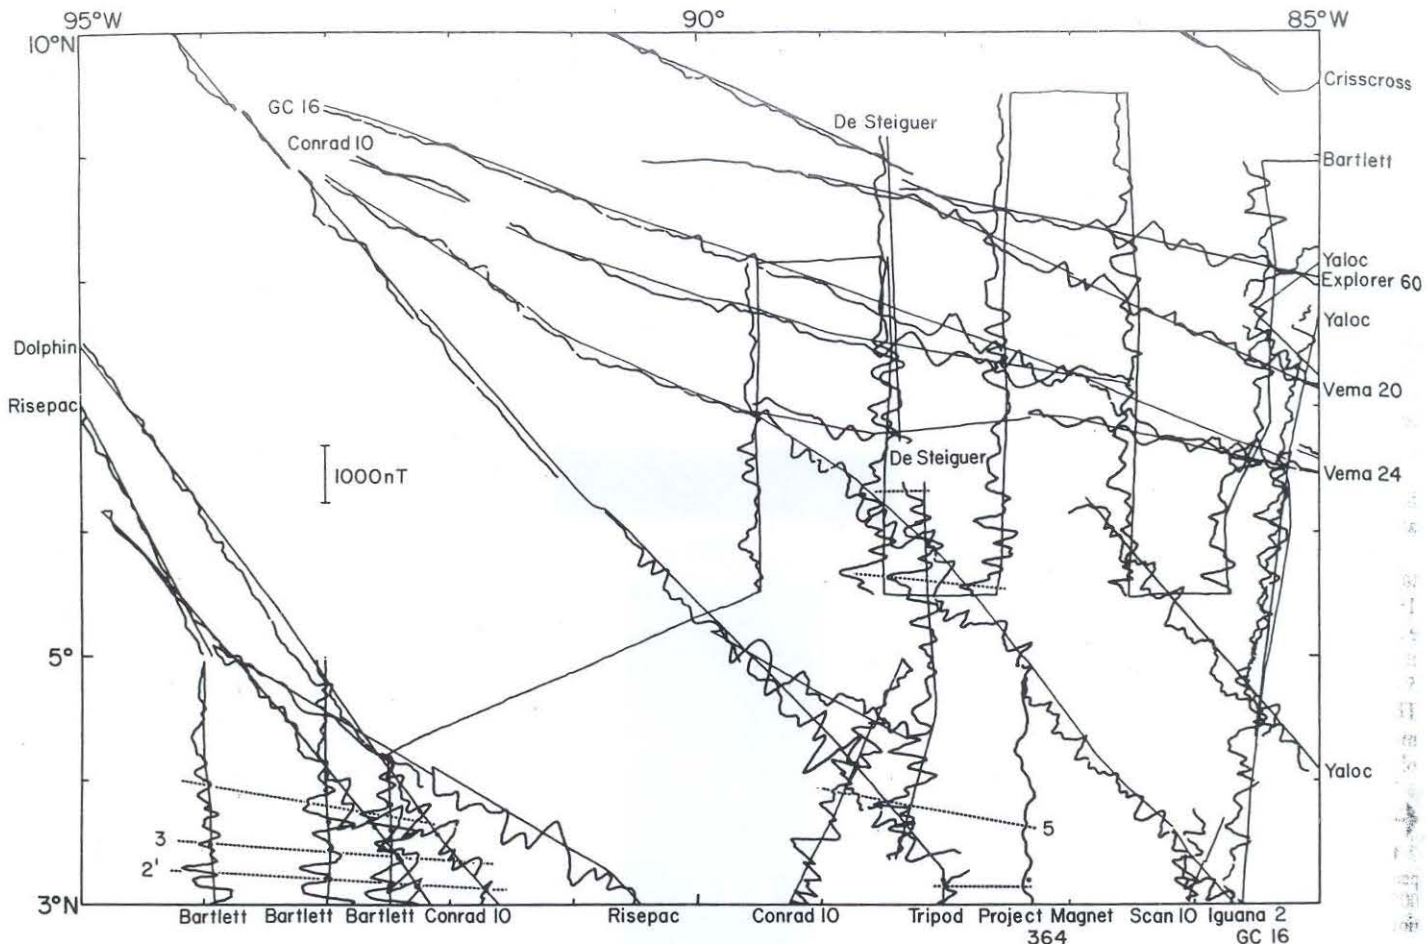 95°W
90°
85°W
10°N
Crisscross
GC 16
De Steiguer
Conrad 10
Bartlett
Yaloc
Explorer 60
Yaloc
Dolphin
Vema 20
Risepac
De Steiguer
Vema 24
1000nT
5°
Yaloc
5
3
2'
3°N
Bartlett
Bartlett
Bartlett
Conrad 10
Risepac
Conrad 10
Tripod
Project Magnet
364
Scan 10
Iguana 2
GC 16